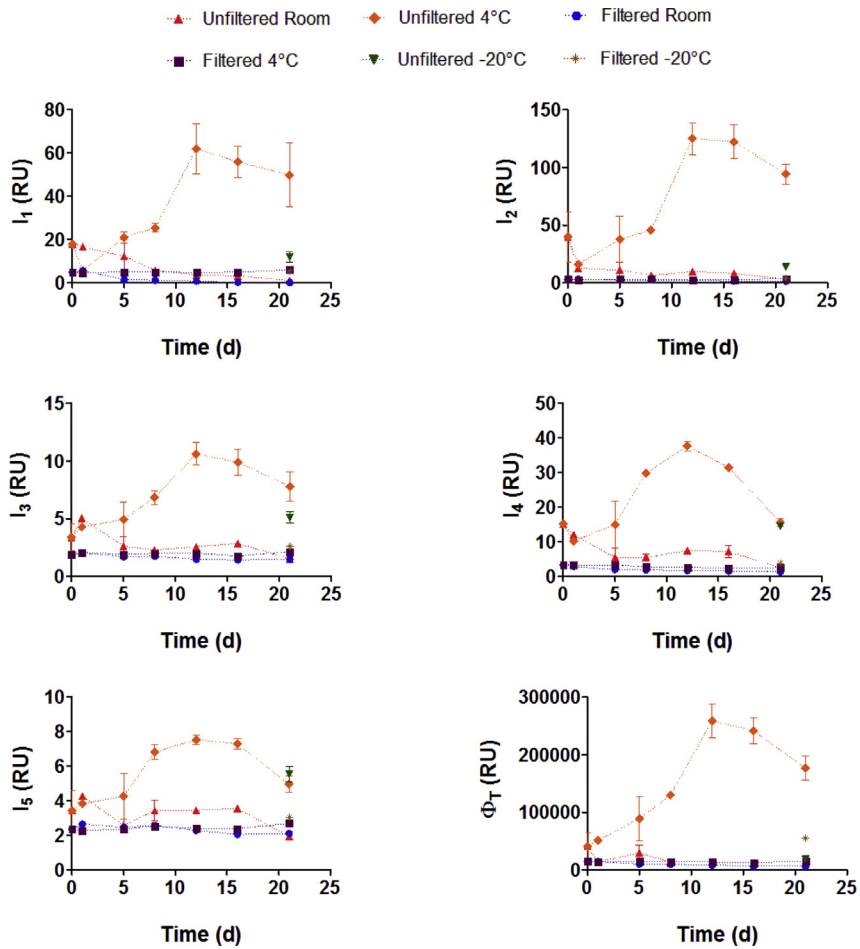 Unfiltered Room Unfiltered 4°C Filtered Room
Filtered 4°C Unfiltered -20°C Filtered -20°C
80
60
40
20
0
I1 (RU)
0 5 10 15 20 25
Time (d)
150
100
50
0
I2 (RU)
0 5 10 15 20 25
Time (d)
15
10
5
0
I3 (RU)
0 5 10 15 20 25
Time (d)
50
40
30
20
10
0
I4 (RU)
0 5 10 15 20 25
Time (d)
10
8
6
4
2
0
I5 (RU)
0 5 10 15 20 25
Time (d)
300000
200000
100000
0
ΦT (RU)
0 5 10 15 20 25
Time (d)